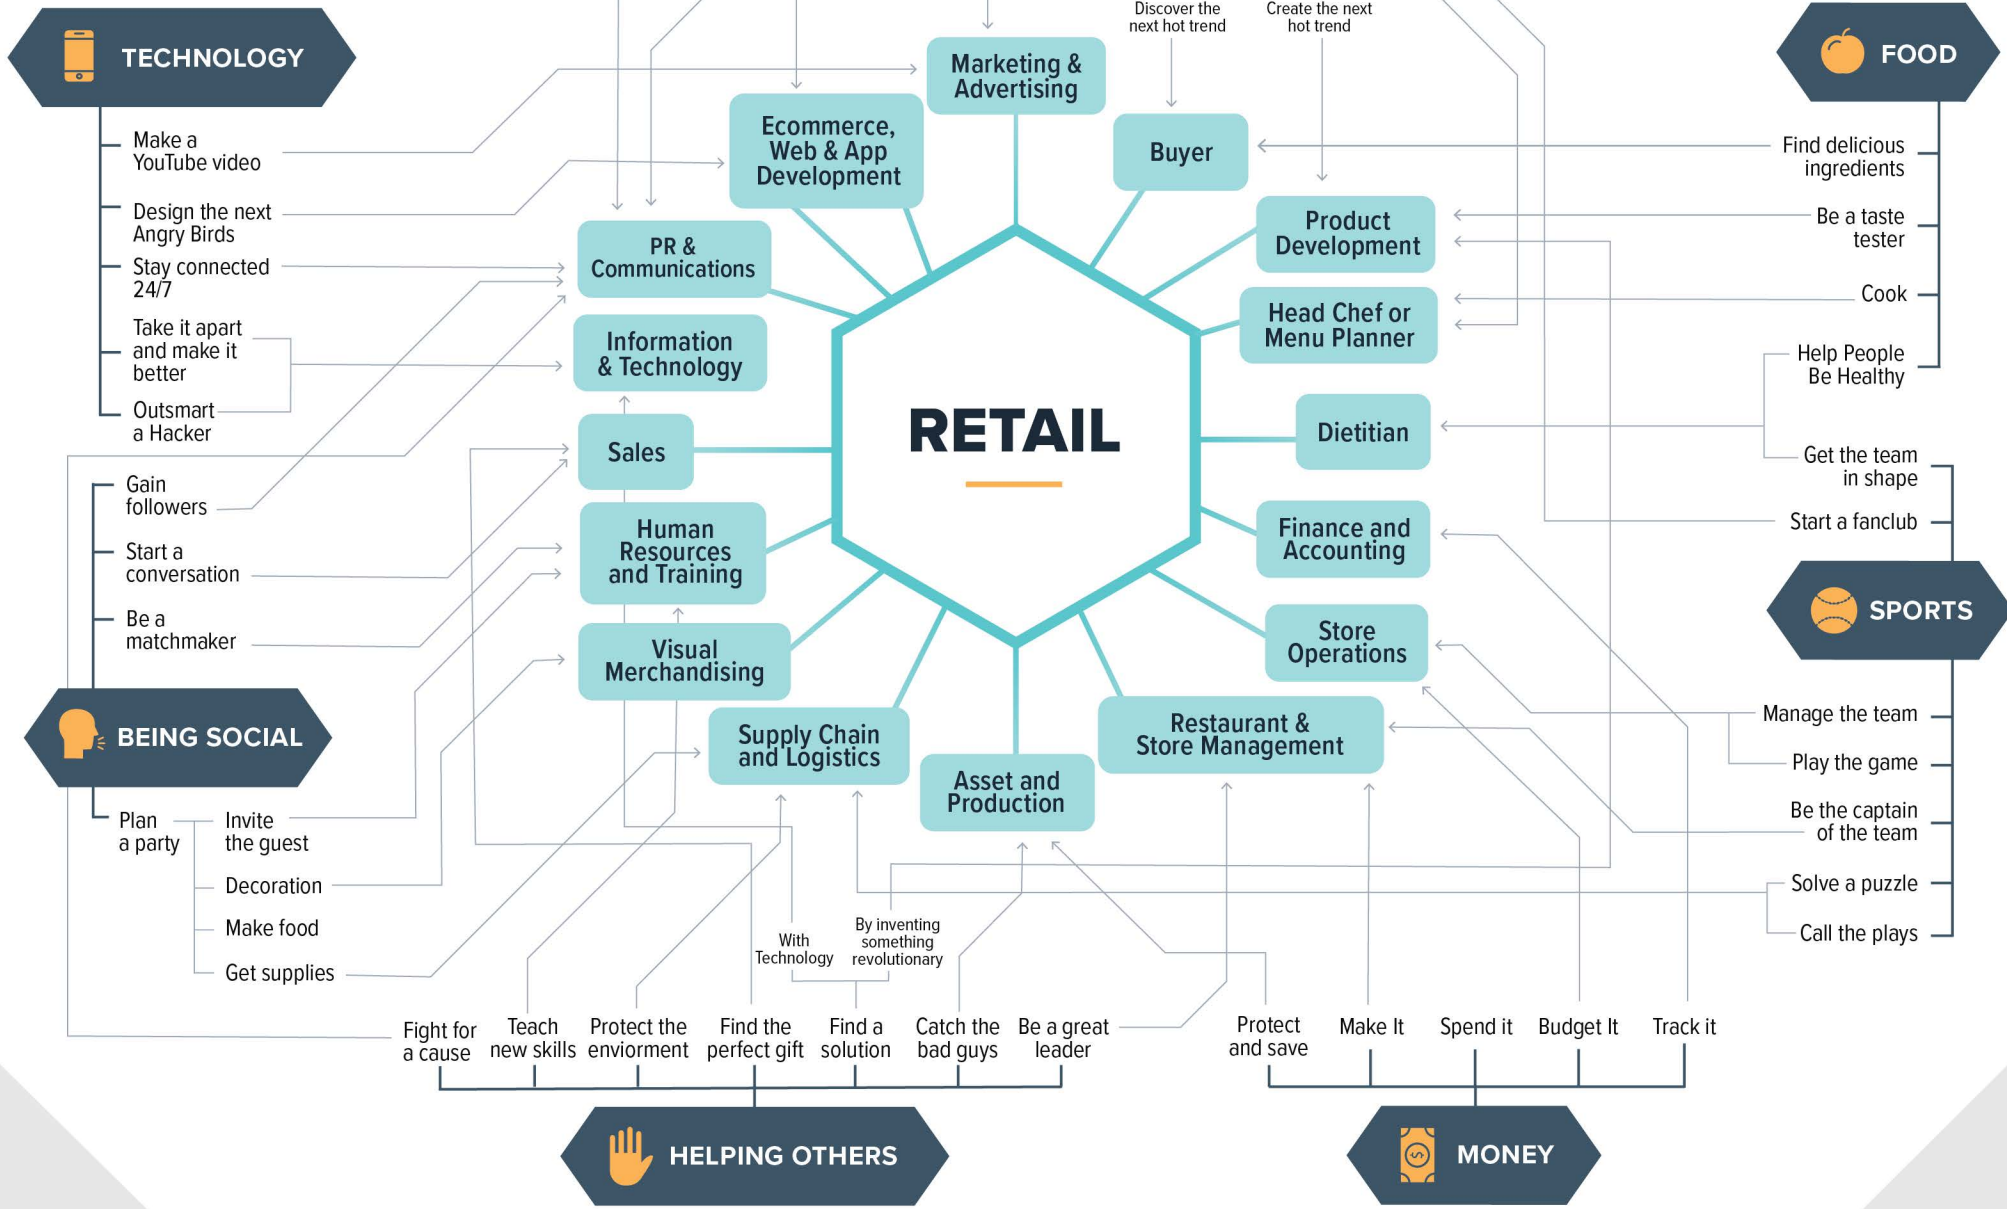 Discover the
next hot trend
Create the next
hot trend
TECHNOLOGY
Make a
YouTube video
Design the next
Angry Birds
Stay connected
24/7
Take it apart
and make it
better
Outsmart
a Hacker
FOOD
Find delicious
ingredients
Be a taste
tester
Cook
Help People
Be Healthy
Marketing &
Advertising
Ecommerce,
Web & App
Development
Buyer
PR &
Communications
Product
Development
Information
& Technology
Head Chef or
Menu Planner
Sales
RETAIL
Dietitian
Human
Resources
and Training
Finance and
Accounting
Visual
Merchandising
Store
Operations
Supply Chain
and Logistics
Asset and
Production
Restaurant &
Store Management
Gain
followers
Start a
conversation
Be a
matchmaker
BEING SOCIAL
Plan
a party
Invite
the guest
Decoration
Make food
Get supplies
Get the team
in shape
Start a fanclub
SPORTS
Manage the team
Play the game
Be the captain
of the team
Solve a puzzle
Call the plays
With
Technology
By inventing
something
revolutionary
Fight for
a cause
Teach
new skills
Protect the
enviorment
Find the
perfect gift
Find a
solution
Catch the
bad guys
Be a great
leader
HELPING OTHERS
Protect
and save
Make It
Spend it
Budget It
Track it
MONEY